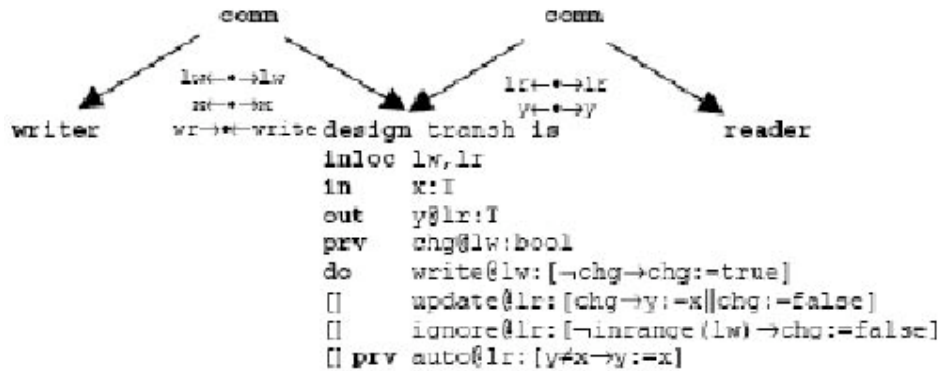 comm comm
lw←•→lw
x←•→x
wr→•←write
lr←•→lr
y←•→y
writer design transh is reader
inloc lw,lr
in x:T
out y@lr:T
prv chg@lw:bool
do write@lw:[¬chg→chg:=true]
[] update@lr:[chg→y:=x‖chg:=false]
[] ignore@lr:[¬inrange(lw)→chg:=false]
[] prv auto@lr:[y≠x→y:=x]